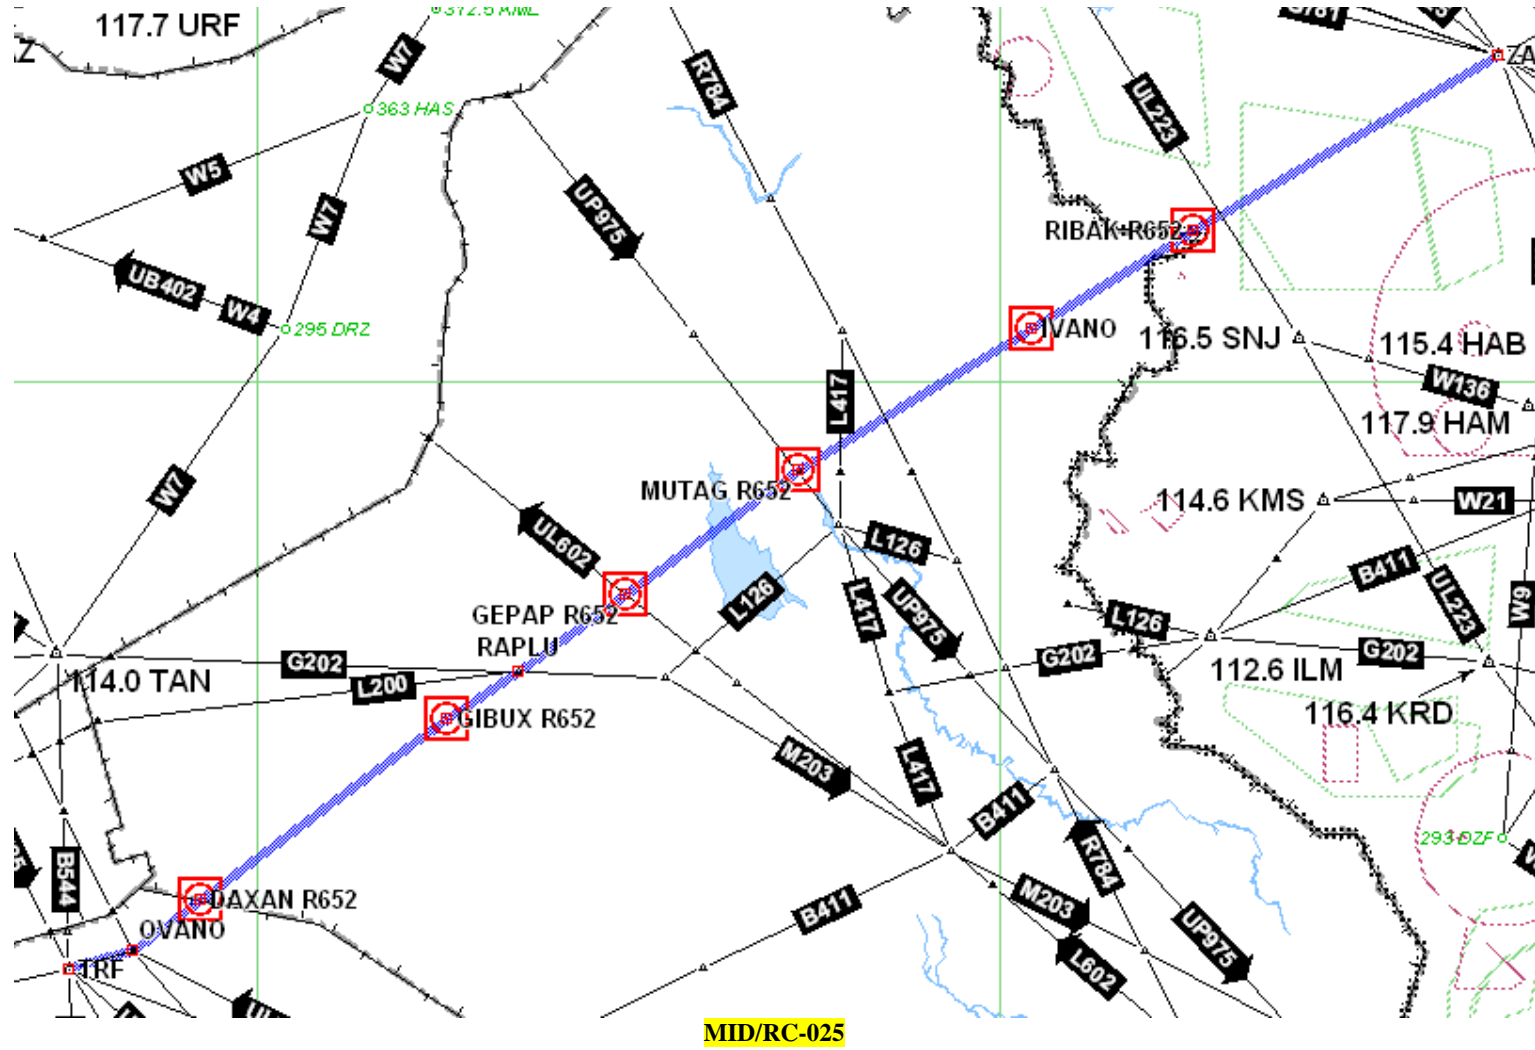 117.7 URF
312.5 KML
W7
R784
UL223
363 HAS
W5
W7
UP975
RIBAK R652
UB402
W4
295 DRZ
IVANO
116.5 SNJ
115.4 HAB
W136
L417
117.9 HAM
MUTAG R652
W7
114.6 KMS
W21
UL602
L126
B411
L126
GEPAP R652
L417
UP975
L126
UL223
W9
RAPLU
G202
G202
G202
114.0 TAN
L200
112.6 ILM
GIBUX R652
116.4 KRD
M203
L417
B411
293 DZF
R784
B544
DAXAN R652
M203
B411
OVANO
UP975
TRF
L602
MID/RC-025